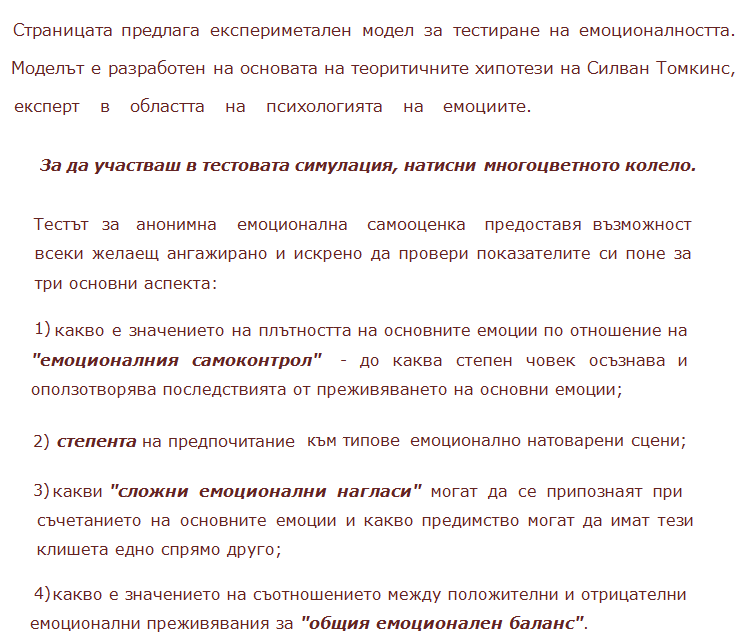 Страницата предлага експериметален модел за тестиране на емоционалността.
Моделът е разработен на основата на теоритичните хипотези на Силван Томкинс,
експерт в областта на психологията на емоциите.
За да участваш в тестовата симулация, натисни многоцветното колело.
Тестът за анонимна емоционална самооценка предоставя възможност
всеки желаещ ангажирано и искрено да провери показателите си поне за
три основни аспекта:
1) какво е значението на плътността на основните емоции по отношение на
"емоционалния самоконтрол" - до каква степен човек осъзнава и
оползотворява последствията от преживяването на основни емоции;
2) степента на предпочитание към типове емоционално натоварени сцени;
3) какви "сложни емоционални нагласи" могат да се припознаят при
съчетанието на основните емоции и какво предимство могат да имат тези
клишета едно спрямо друго;
4) какво е значението на съотношението между положителни и отрицателни
емоционални преживявания за "общия емоционален баланс".